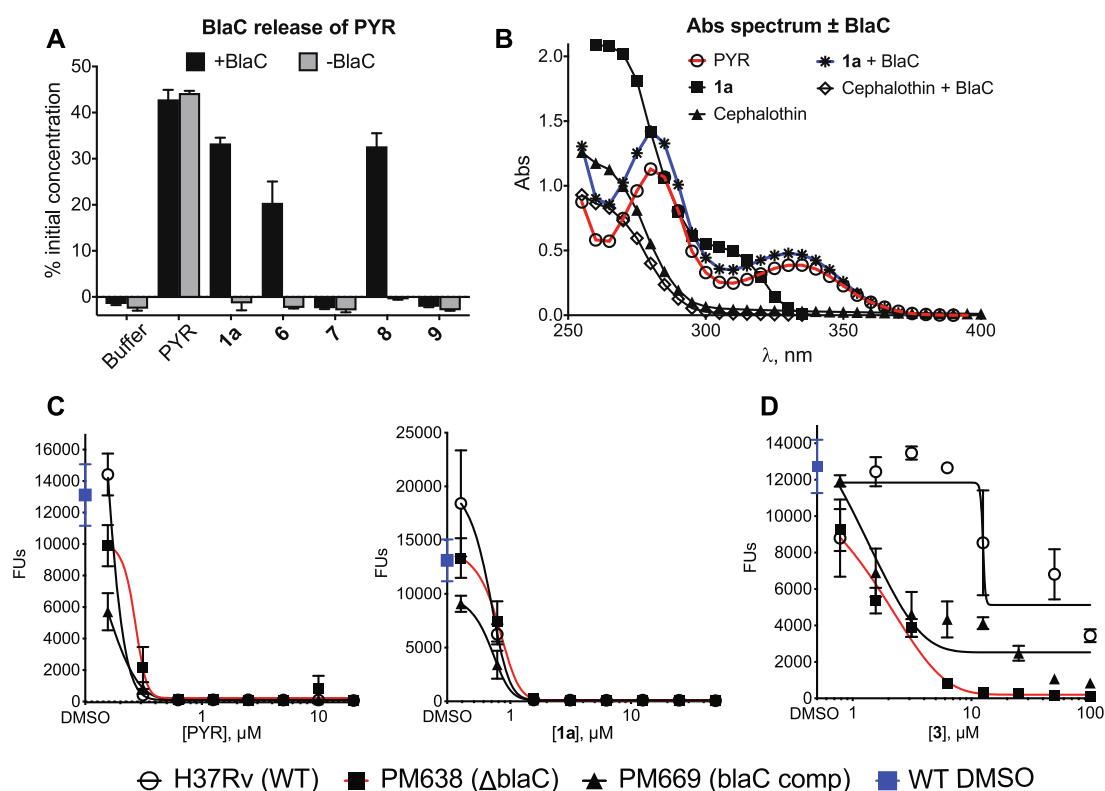 A
BlaC release of PYR
+BlaC
-BlaC
% initial concentration
50
40
30
20
10
0
Buffer
PYR
1a
6
7
8
9
B
Abs spectrum ± BlaC
PYR
1a
Cephalothin
1a + BlaC
Cephalothin + BlaC
Abs
2.0
1.5
1.0
0.5
0.0
250
300
350
400
λ, nm
C
FUs
16000
14000
12000
10000
8000
6000
4000
2000
0
DMSO
1
10
[PYR], μM
FUs
25000
20000
15000
10000
5000
0
DMSO
1
10
[1a], μM
D
FUs
14000
12000
10000
8000
6000
4000
2000
0
DMSO
1
10
100
[3], μM
H37Rv (WT)
PM638 (ΔblaC)
PM669 (blaC comp)
WT DMSO